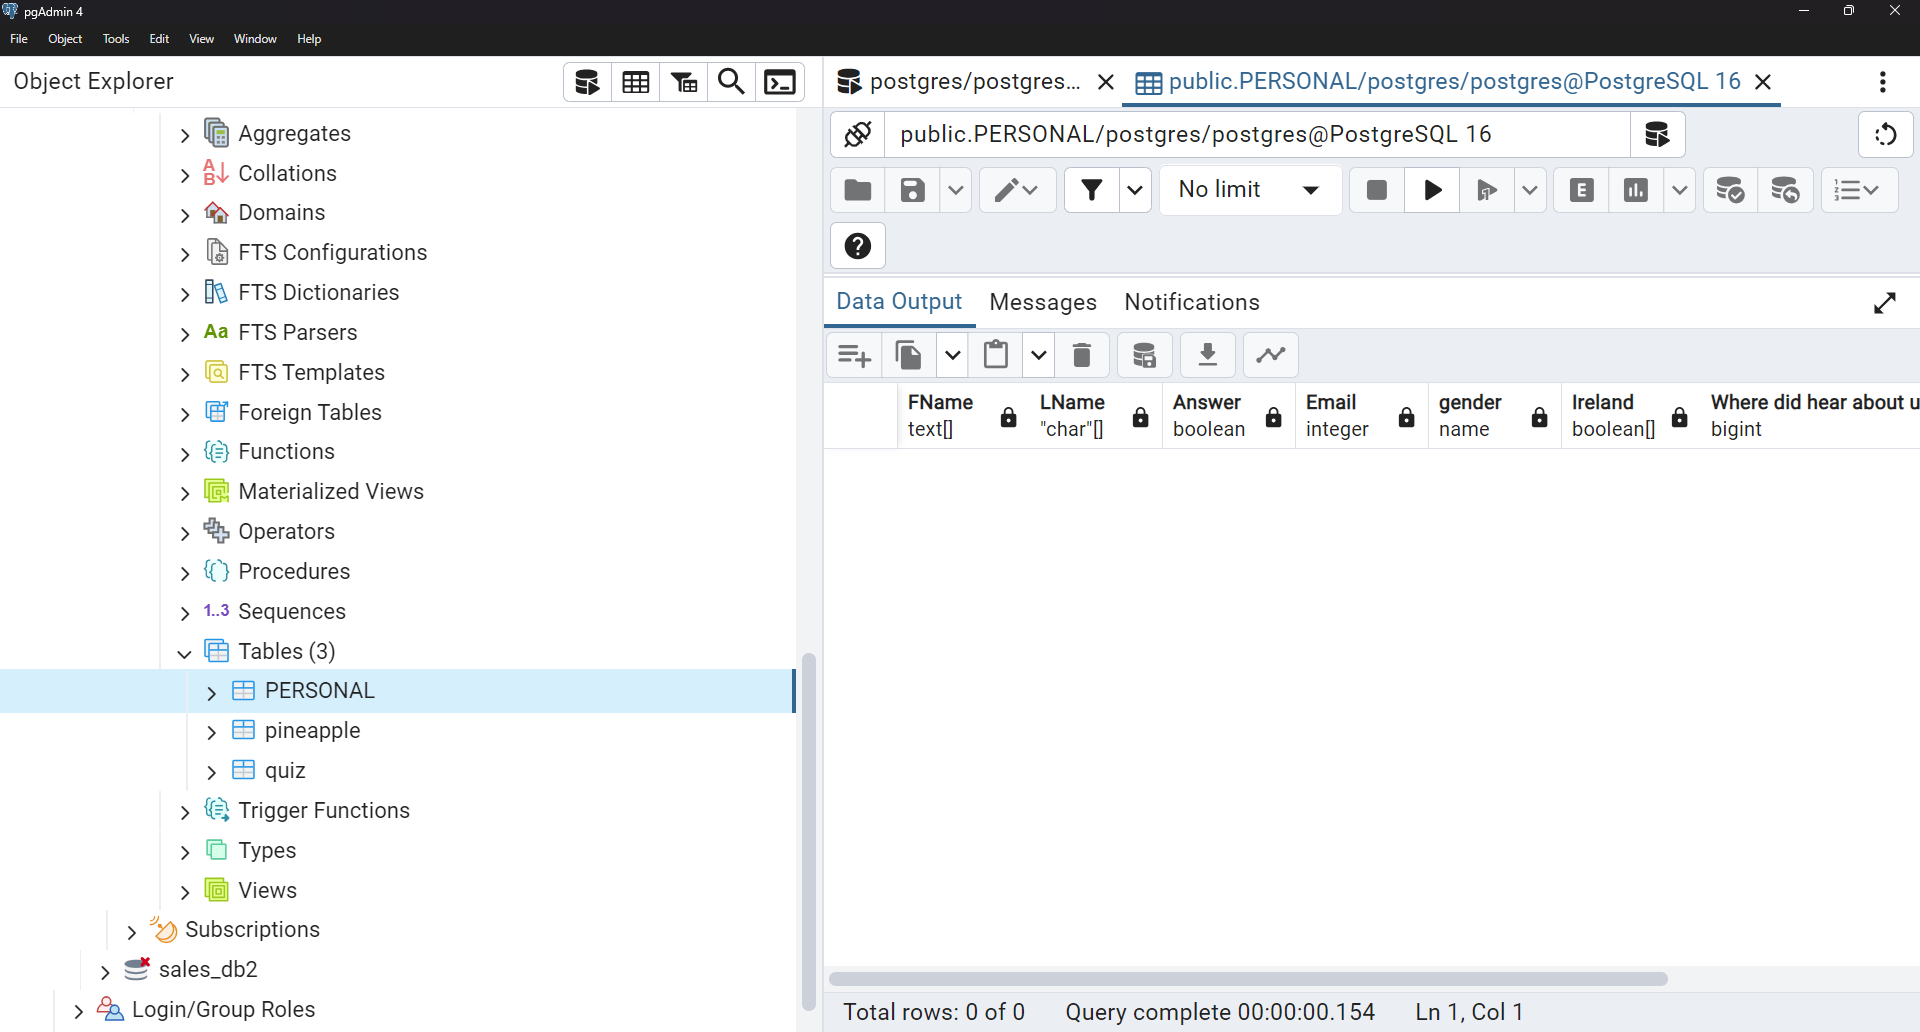 pgAdmin 4
File Object Tools Edit View Window Help
Object Explorer
Aggregates
Collations
Domains
FTS Configurations
FTS Dictionaries
Aa FTS Parsers
FTS Templates
Foreign Tables
Functions
Materialized Views
Operators
Procedures
1..3 Sequences
Tables (3)
PERSONAL
pineapple
quiz
Trigger Functions
Types
Views
Subscriptions
sales_db2
Login/Group Roles
postgres/postgres... public.PERSONAL/postgres/postgres@PostgreSQL 16
public.PERSONAL/postgres/postgres@PostgreSQL 16
No limit
E
Data Output Messages Notifications
FName LName Answer Email gender Ireland Where did hear about u
text[] "char"[] boolean integer name boolean[] bigint
Total rows: 0 of 0 Query complete 00:00:00.154 Ln 1, Col 1